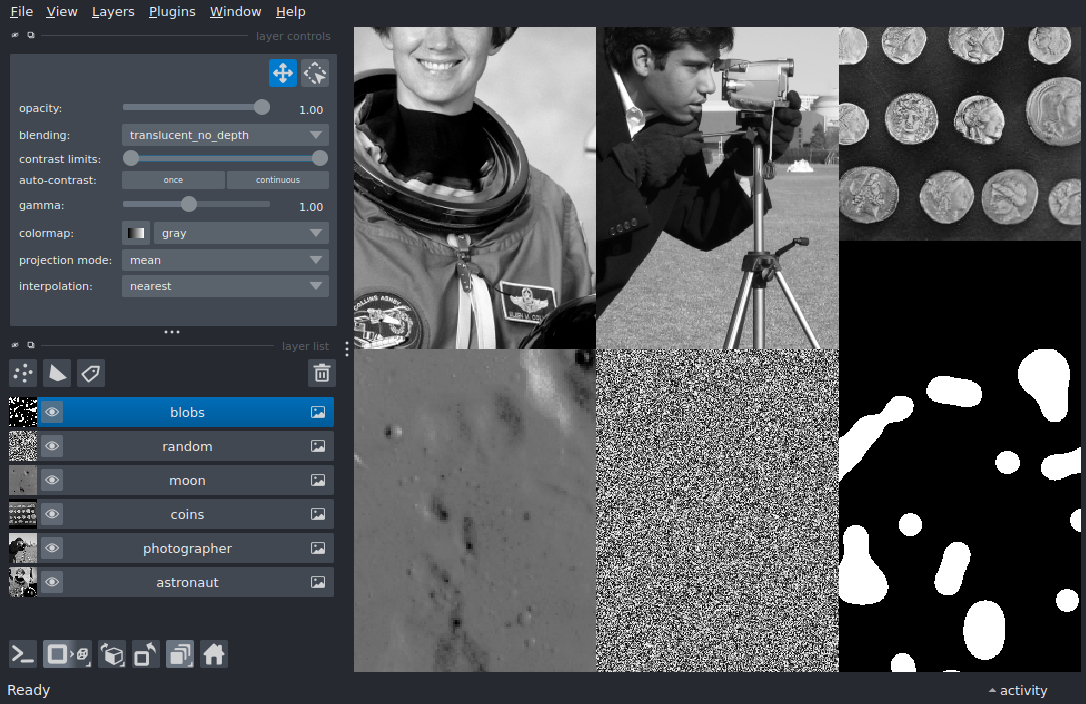 File View Layers Plugins Window Help
layer controls
opacity: 1.00
blending: translucent_no_depth
contrast limits:
auto-contrast: once continuous
gamma: 1.00
colormap: gray
projection mode: mean
interpolation: nearest
layer list
blobs
random
moon
coins
photographer
astronaut
Ready
activity